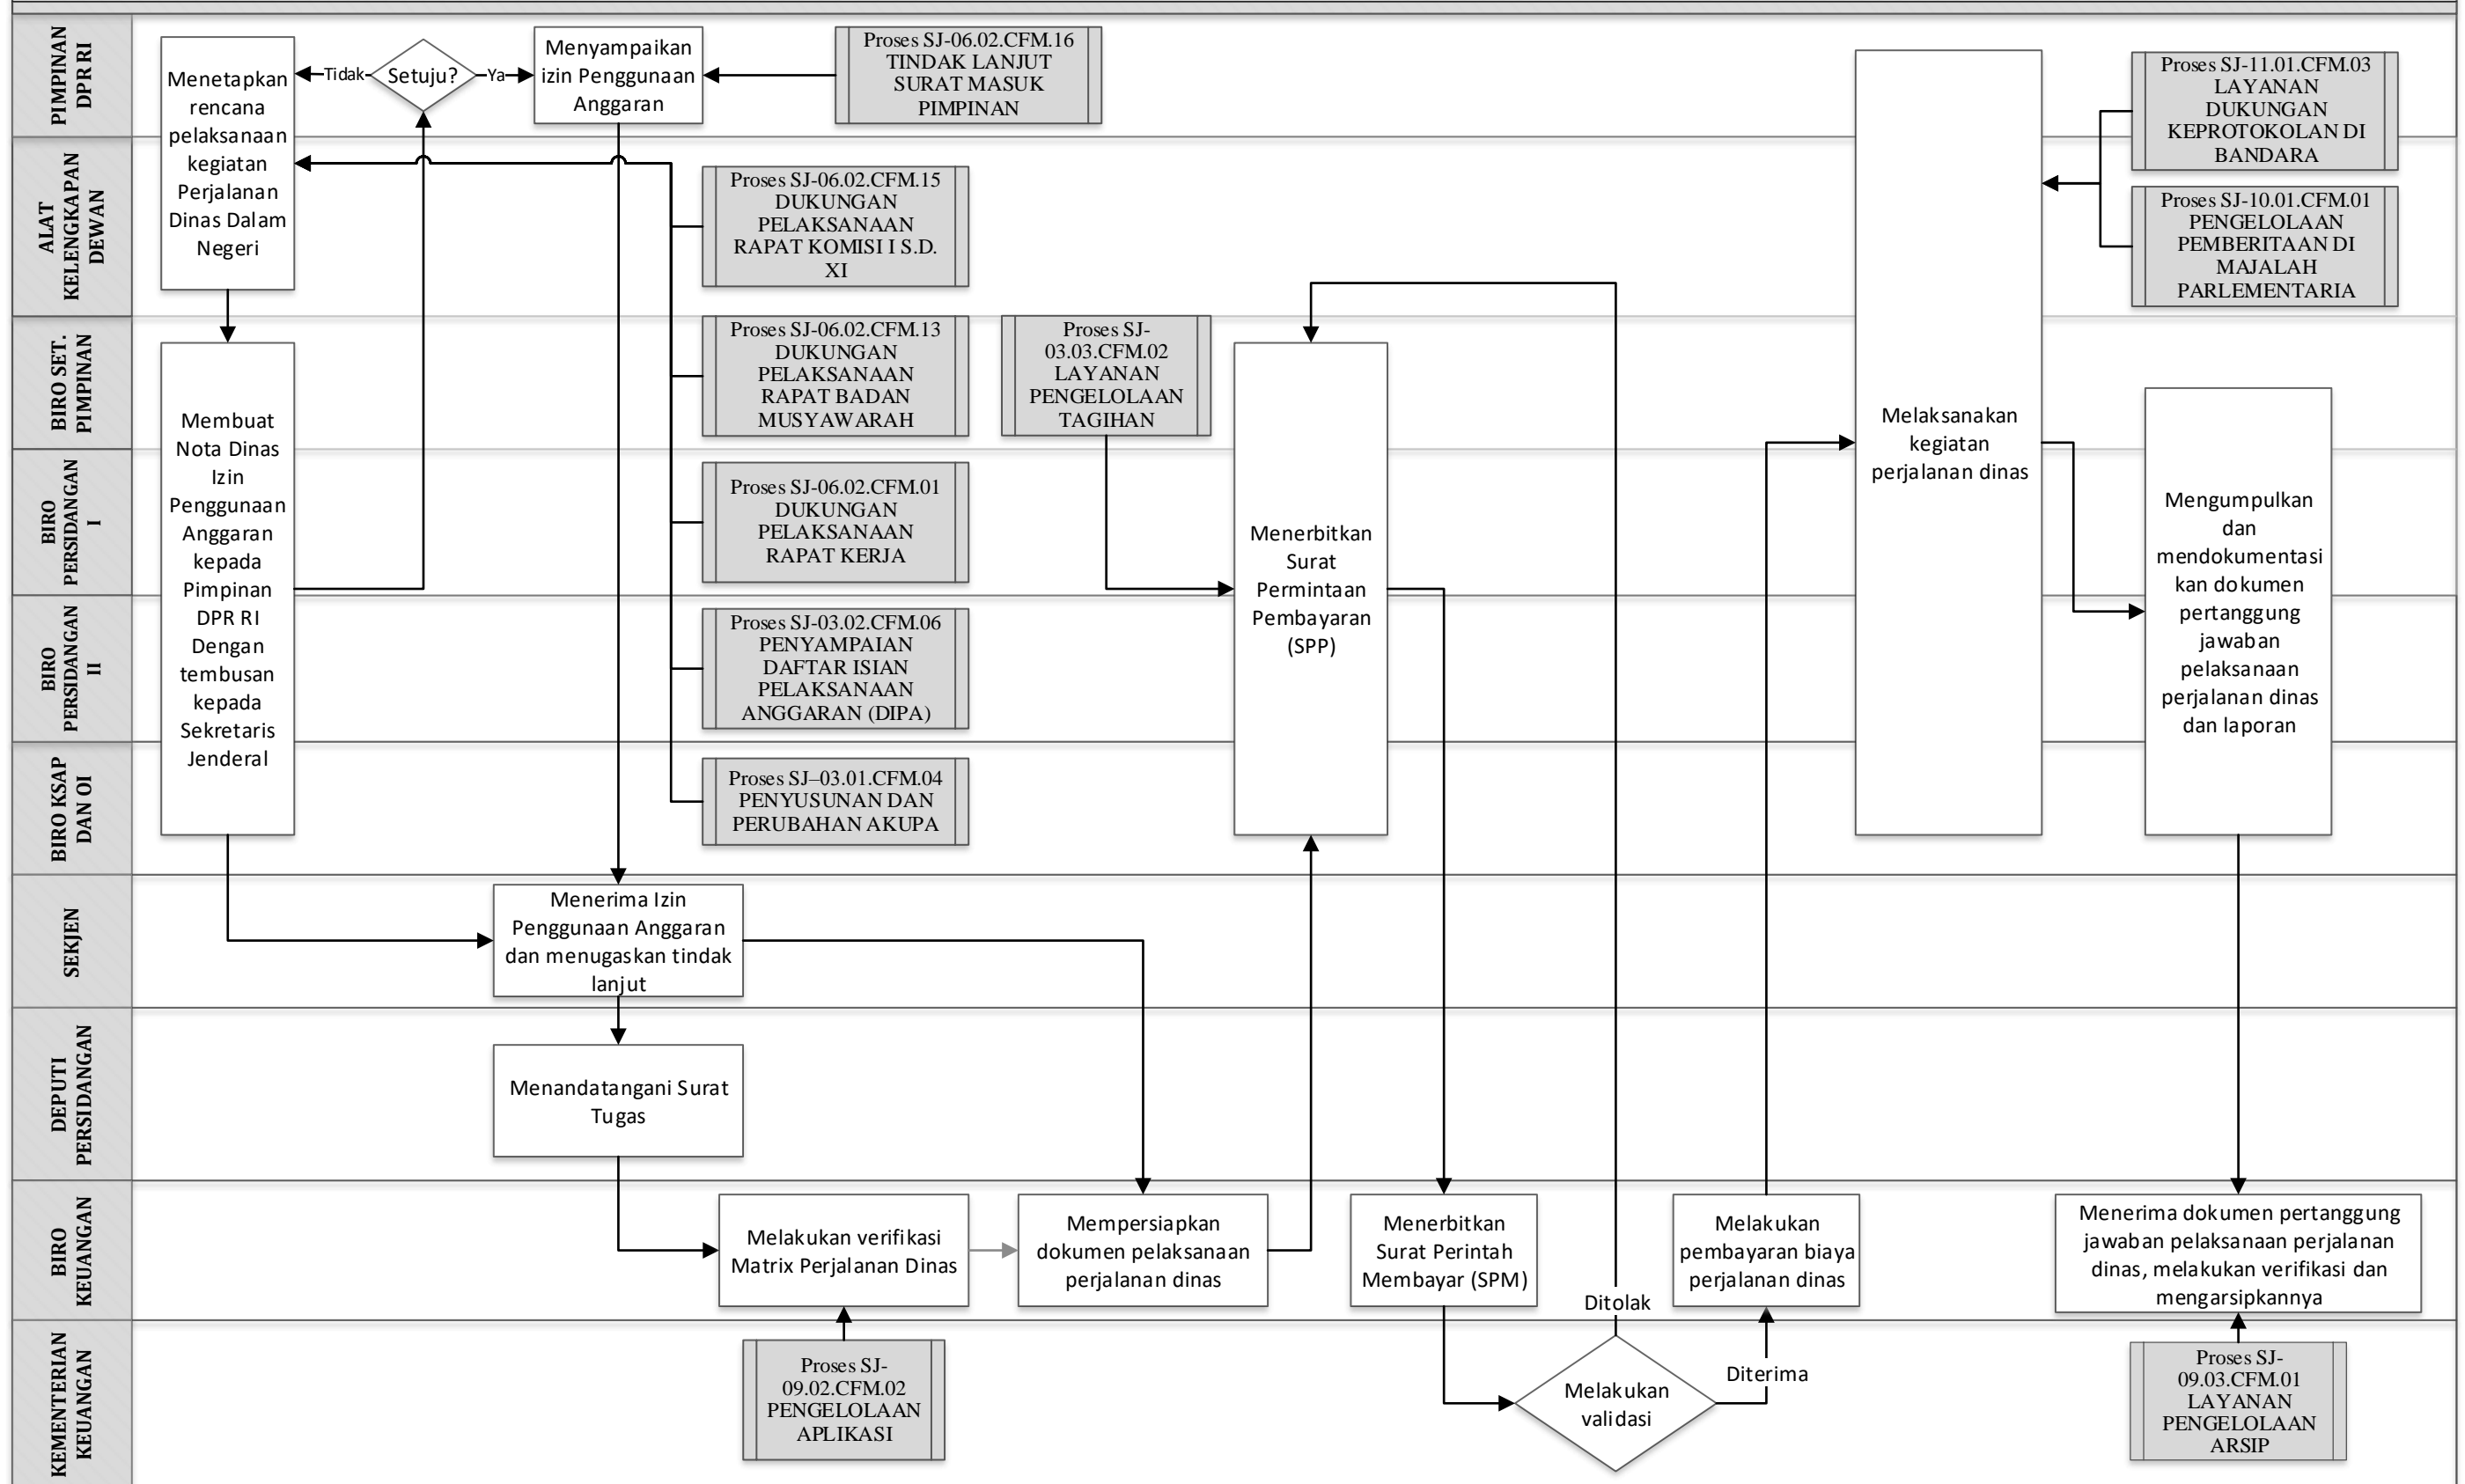 PIMPINAN
DPR RI
Menetapkan
rencana
pelaksanaan
kegiatan
Perjalanan
Dinas Dalam
Negeri
Tidak
Setuju?
Ya
Menyampaikan
izin Penggunaan
Anggaran
Proses SJ-06.02.CFM.16
TINDAK LANJUT
SURAT MASUK
PIMPINAN
Proses SJ-11.01.CFM.03
LAYANAN
DUKUNGAN
KEPROTOKOLAN DI
BANDARA
ALAT
KELENGKAPAN
DEWAN
Proses SJ-06.02.CFM.15
DUKUNGAN
PELAKSANAAN
RAPAT KOMISI I S.D.
XI
Proses SJ-10.01.CFM.01
PENGELOLAAN
PEMBERITAAN DI
MAJALAH
PARLEMENTARIA
BIRO SET.
PIMPINAN
Membuat
Nota Dinas
Izin
Penggunaan
Anggaran
kepada
Pimpinan
DPR RI
Dengan
tembusan
kepada
Sekretaris
Jenderal
Proses SJ-06.02.CFM.13
DUKUNGAN
PELAKSANAAN
RAPAT BADAN
MUSYAWARAH
Proses SJ-
03.03.CFM.02
LAYANAN
PENGELOLAAN
TAGIHAN
Menerbitkan
Surat
Permintaan
Pembayaran
(SPP)
Melaksanakan
kegiatan
perjalanan dinas
Mengumpulkan
dan
mendokumentasi
kan dokumen
pertanggung
jawaban
pelaksanaan
perjalanan dinas
dan laporan
BIRO
PERSIDANGAN
I
Proses SJ-06.02.CFM.01
DUKUNGAN
PELAKSANAAN
RAPAT KERJA
BIRO
PERSIDANGAN
II
Proses SJ-03.02.CFM.06
PENYAMPAIAN
DAFTAR ISIAN
PELAKSANAAN
ANGGARAN (DIPA)
BIRO KSAP
DAN OI
Proses SJ–03.01.CFM.04
PENYUSUNAN DAN
PERUBAHAN AKUPA
SEKJEN
Menerima Izin
Penggunaan Anggaran
dan menugaskan tindak
lanjut
DEPUTI
PERSIDANGAN
Menandatangani Surat
Tugas
BIRO
KEUANGAN
Melakukan verifikasi
Matrix Perjalanan Dinas
Mempersiapkan
dokumen pelaksanaan
perjalanan dinas
Menerbitkan
Surat Perintah
Membayar (SPM)
Ditolak
Melakukan
pembayaran biaya
perjalanan dinas
Menerima dokumen pertanggung
jawaban pelaksanaan perjalanan
dinas, melakukan verifikasi dan
mengarsipkannya
KEMENTERIAN
KEUANGAN
Proses SJ-
09.02.CFM.02
PENGELOLAAN
APLIKASI
Melakukan
validasi
Diterima
Proses SJ-
09.03.CFM.01
LAYANAN
PENGELOLAAN
ARSIP